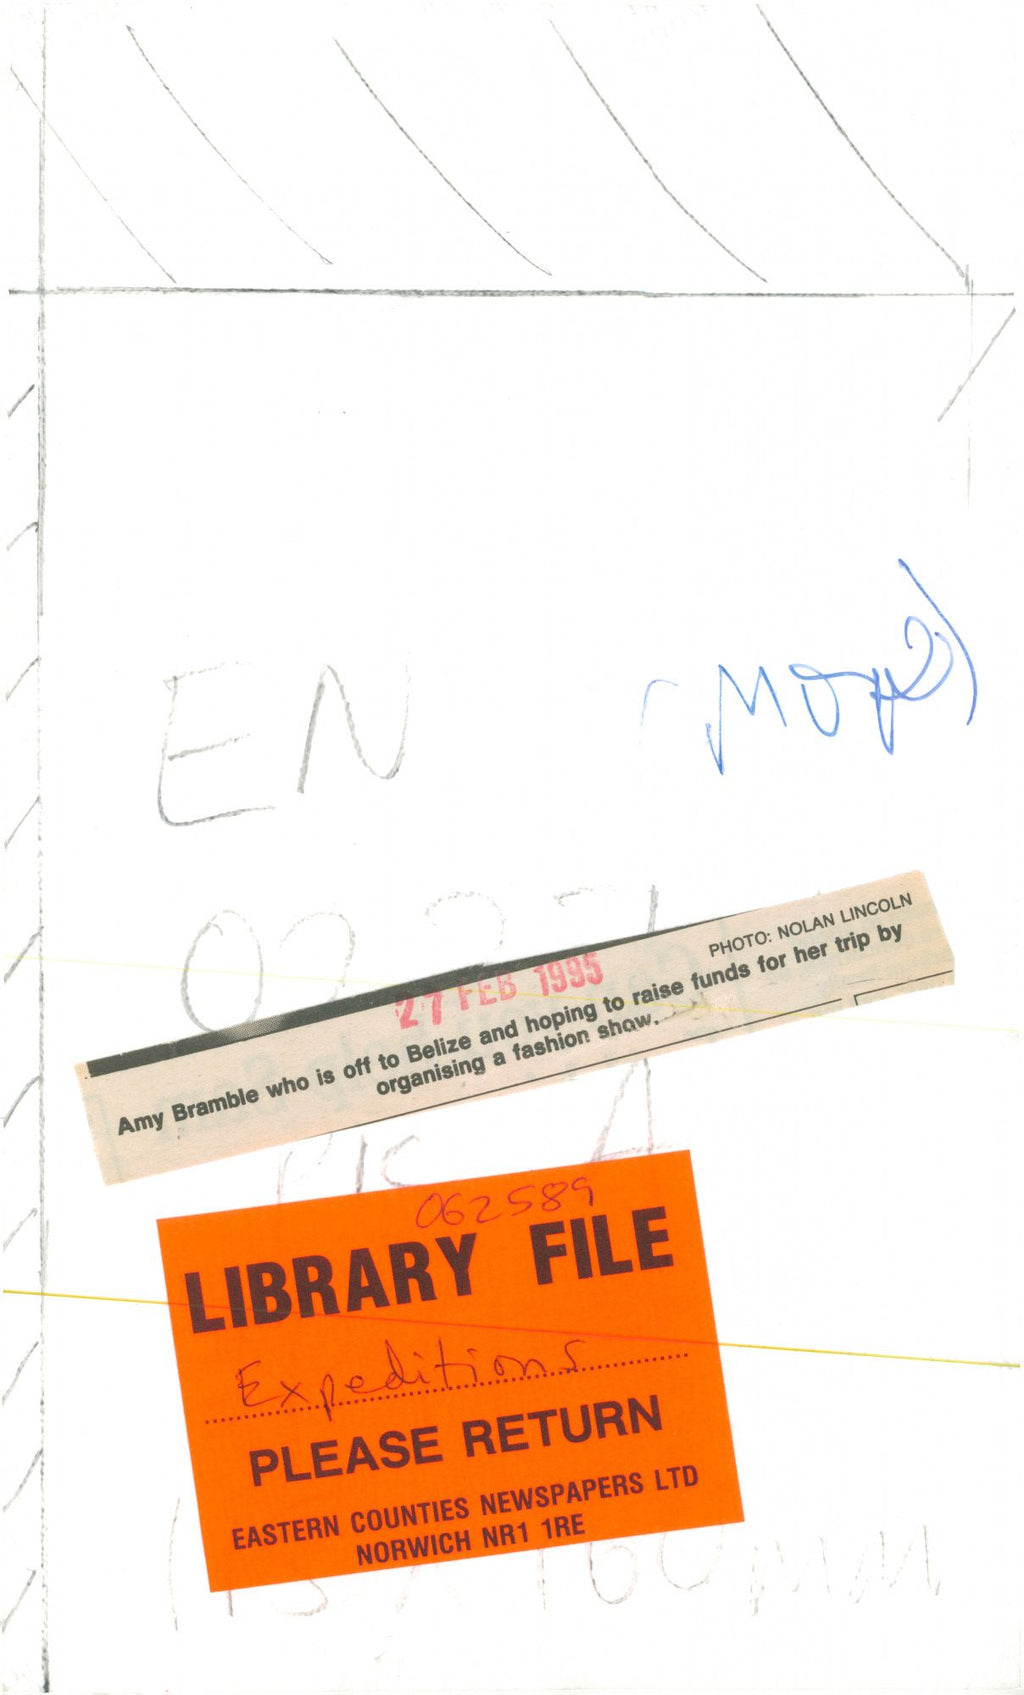 EN
PHOTO: NOLAN LINCOLN
27 FEB 1995
Amy Bramble who is off to Belize and hoping to raise funds for her trip by
organising a fashion show.
PIC A
062589
LIBRARY FILE
Expeditions
PLEASE RETURN
EASTERN COUNTIES NEWSPAPERS LTD
NORWICH NR1 1RE